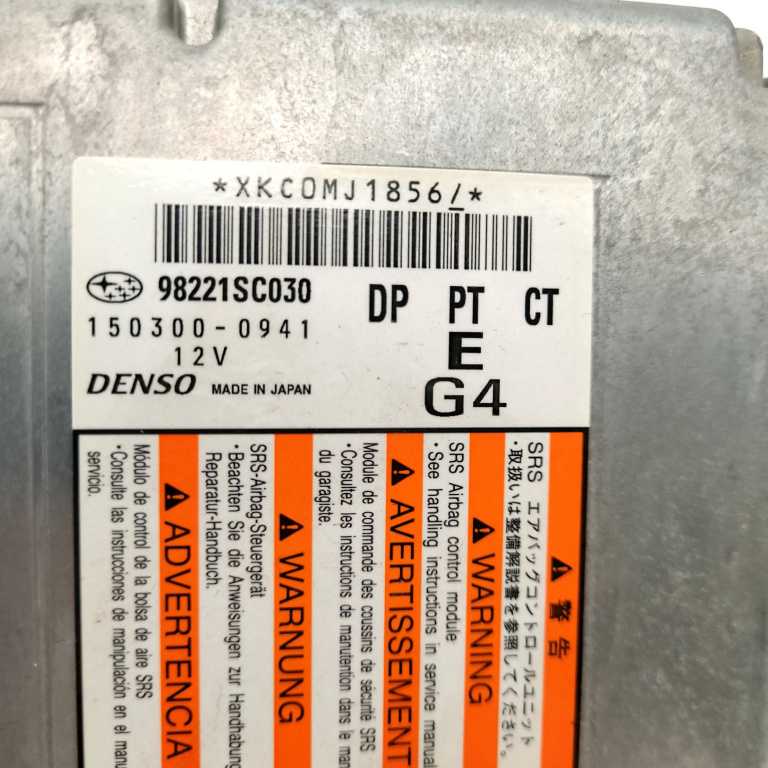 *XKC0MJ1856/*
98221SC030 DP PT CT
150300-0941 E
12V G4
DENSO MADE IN JAPAN
警告
SRS エアバッグコントロールユニット
・取扱いは整備解説書を参照してください。
WARNING
SRS Airbag control module
・See handling instructions in service manual
AVERTISSEMENT
Module de commande des coussins de sécurité SRS
・Consultez les instructions de manutention dans le
du garagiste.
WARNUNG
SRS-Airbag-Steuergerät
・Beachten Sie die Anweisungen zur
Reparatur-Handbuch.
ADVERTENCIA
Módulo de control de la bolsa de aire SRS
・Consulte las instrucciones de manipulación en el
servicio.